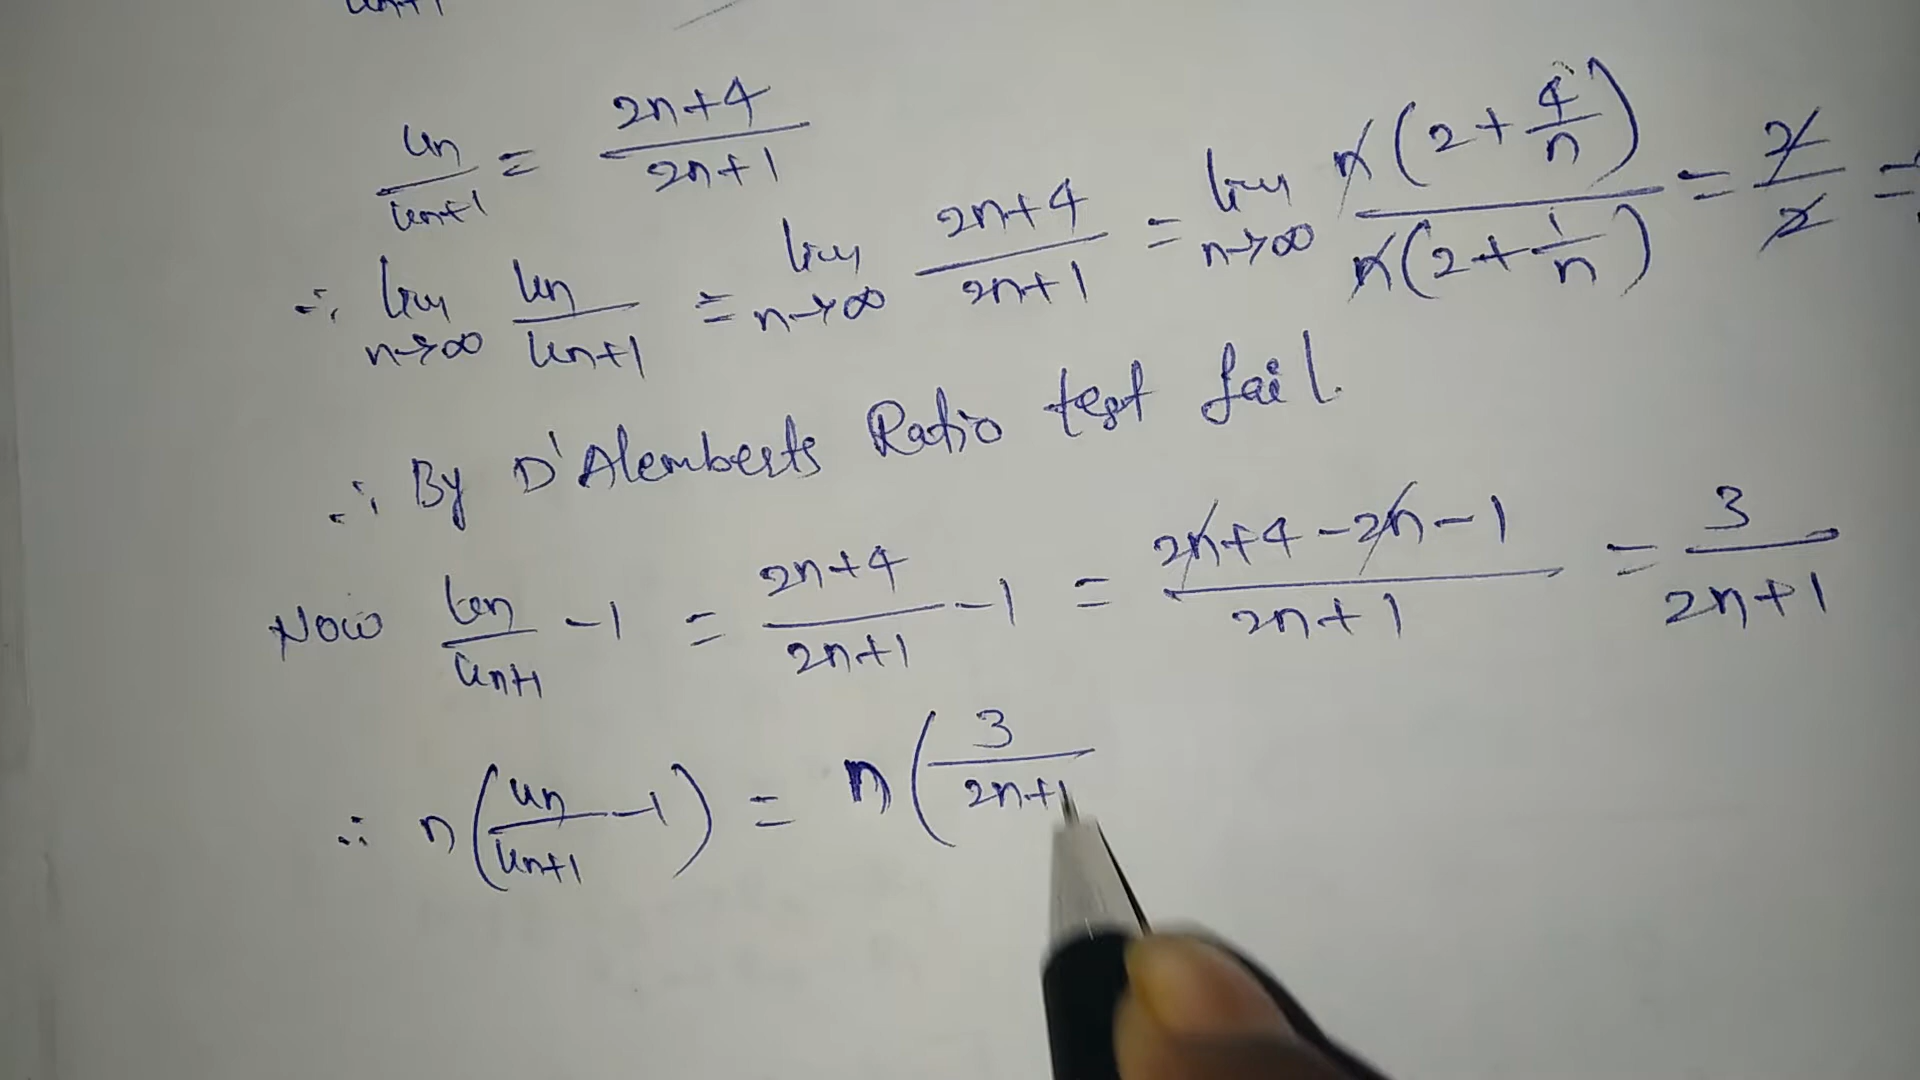 un/un+1 = 2n+4/2n+1
∴ lim n→∞ un/un+1 = lim n→∞ 2n+4/2n+1 = lim n→∞ n(2+4/n)/n(2+1/n) = 2/2 =
∴ By D'Alemberts Ratio test fail.
Now un/un+1 -1 = 2n+4/2n+1 -1 = 2n+4-2n-1/2n+1 = 3/2n+1
∴ n(un/un+1 -1) = n(3/2n+1